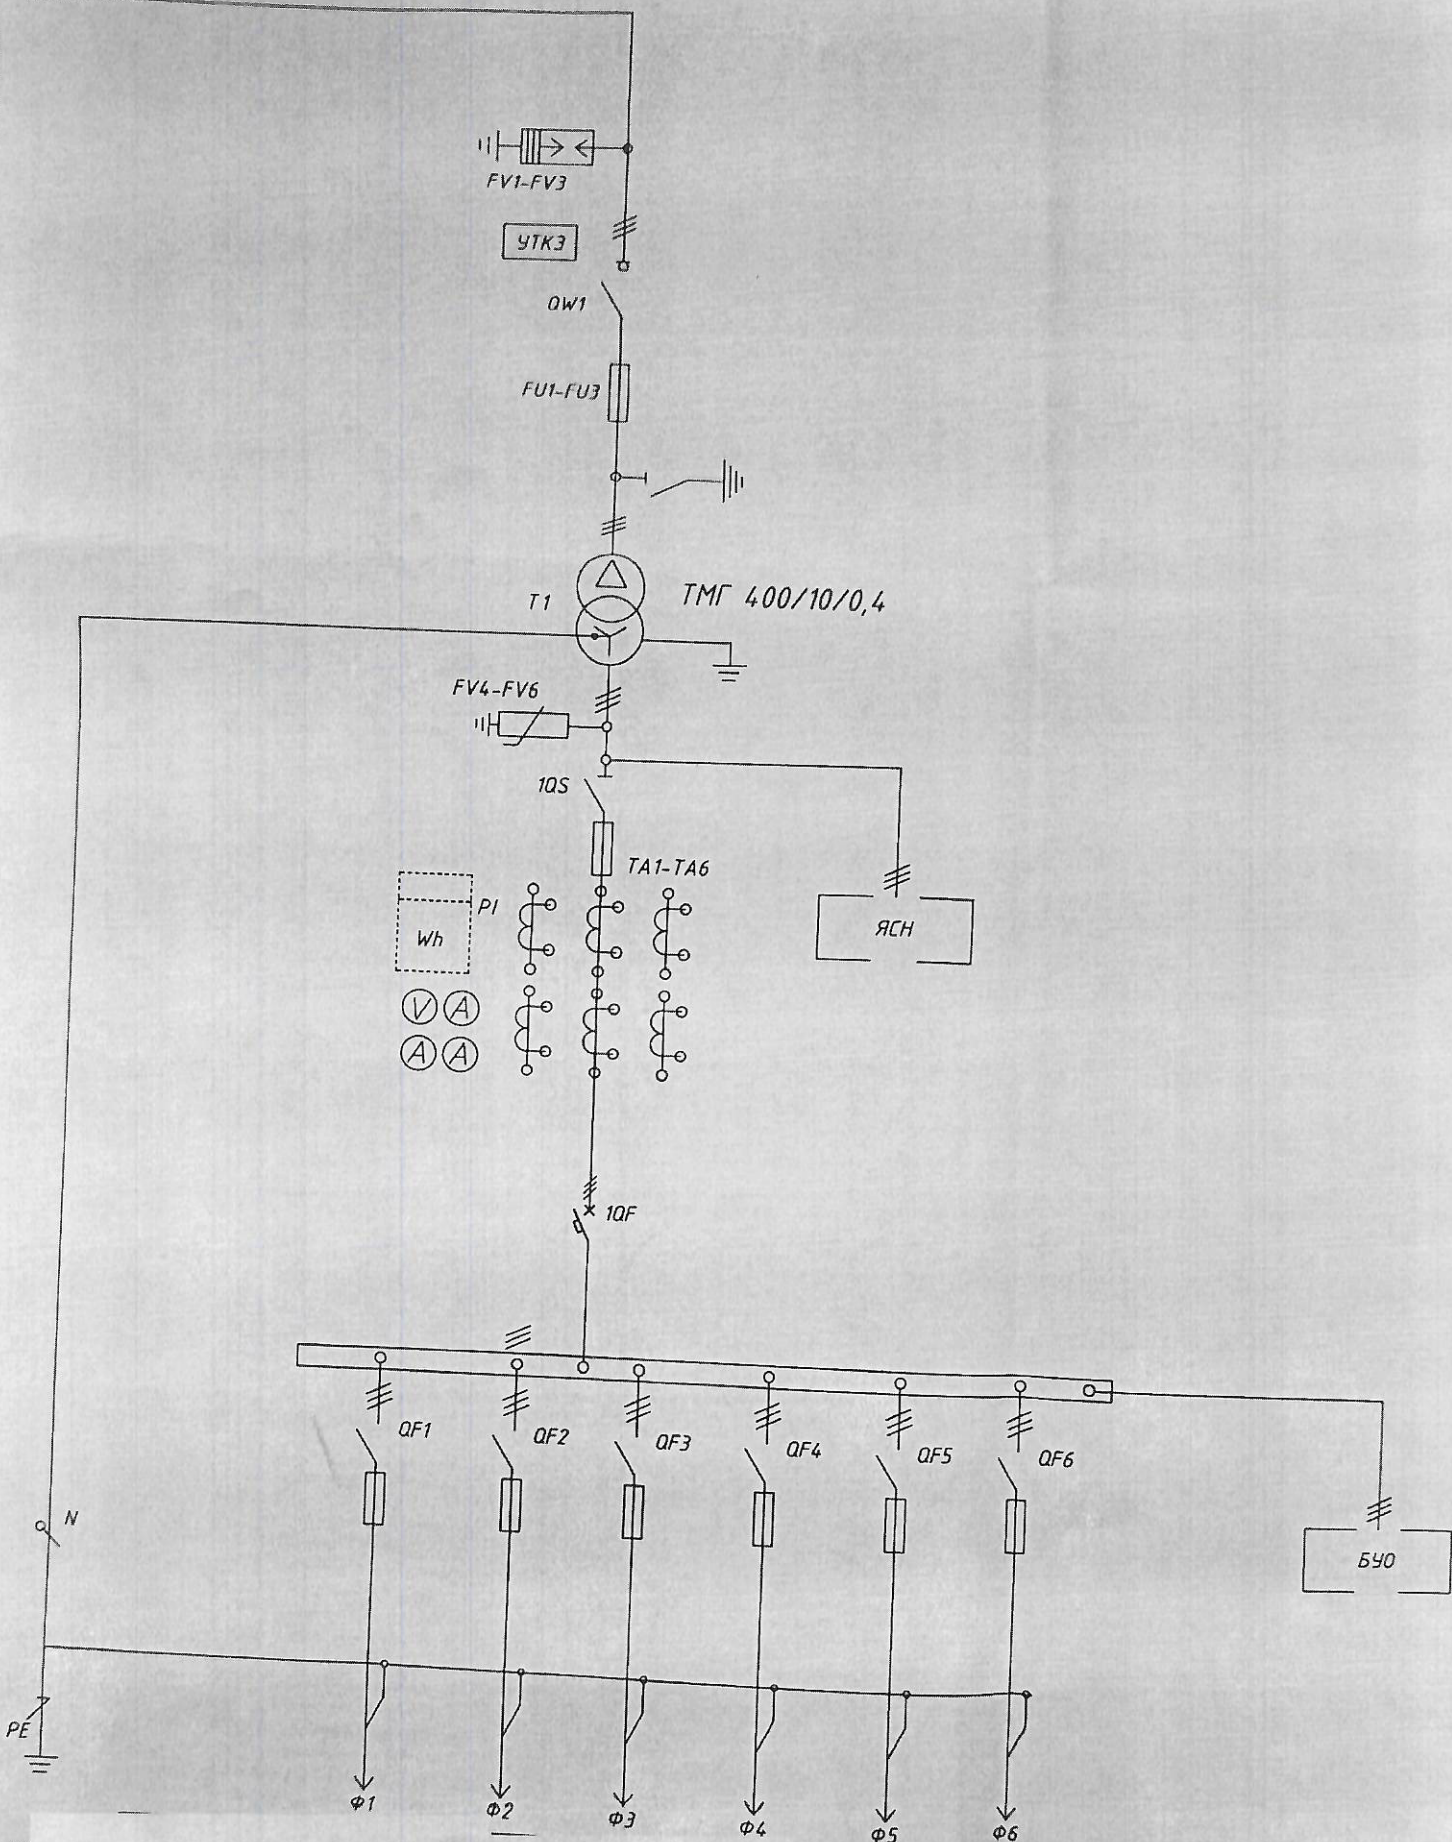 FV1-FV3
УТКЗ
QW1
FU1-FU3
T1
ТМГ 400/10/0,4
FV4-FV6
1QS
TA1-TA6
PI
Wh
ЯСН
V A
A A
1QF
QF1
QF2
QF3
QF4
QF5
QF6
N
БУО
PE
Ф1
Ф2
Ф3
Ф4
Ф5
Ф6